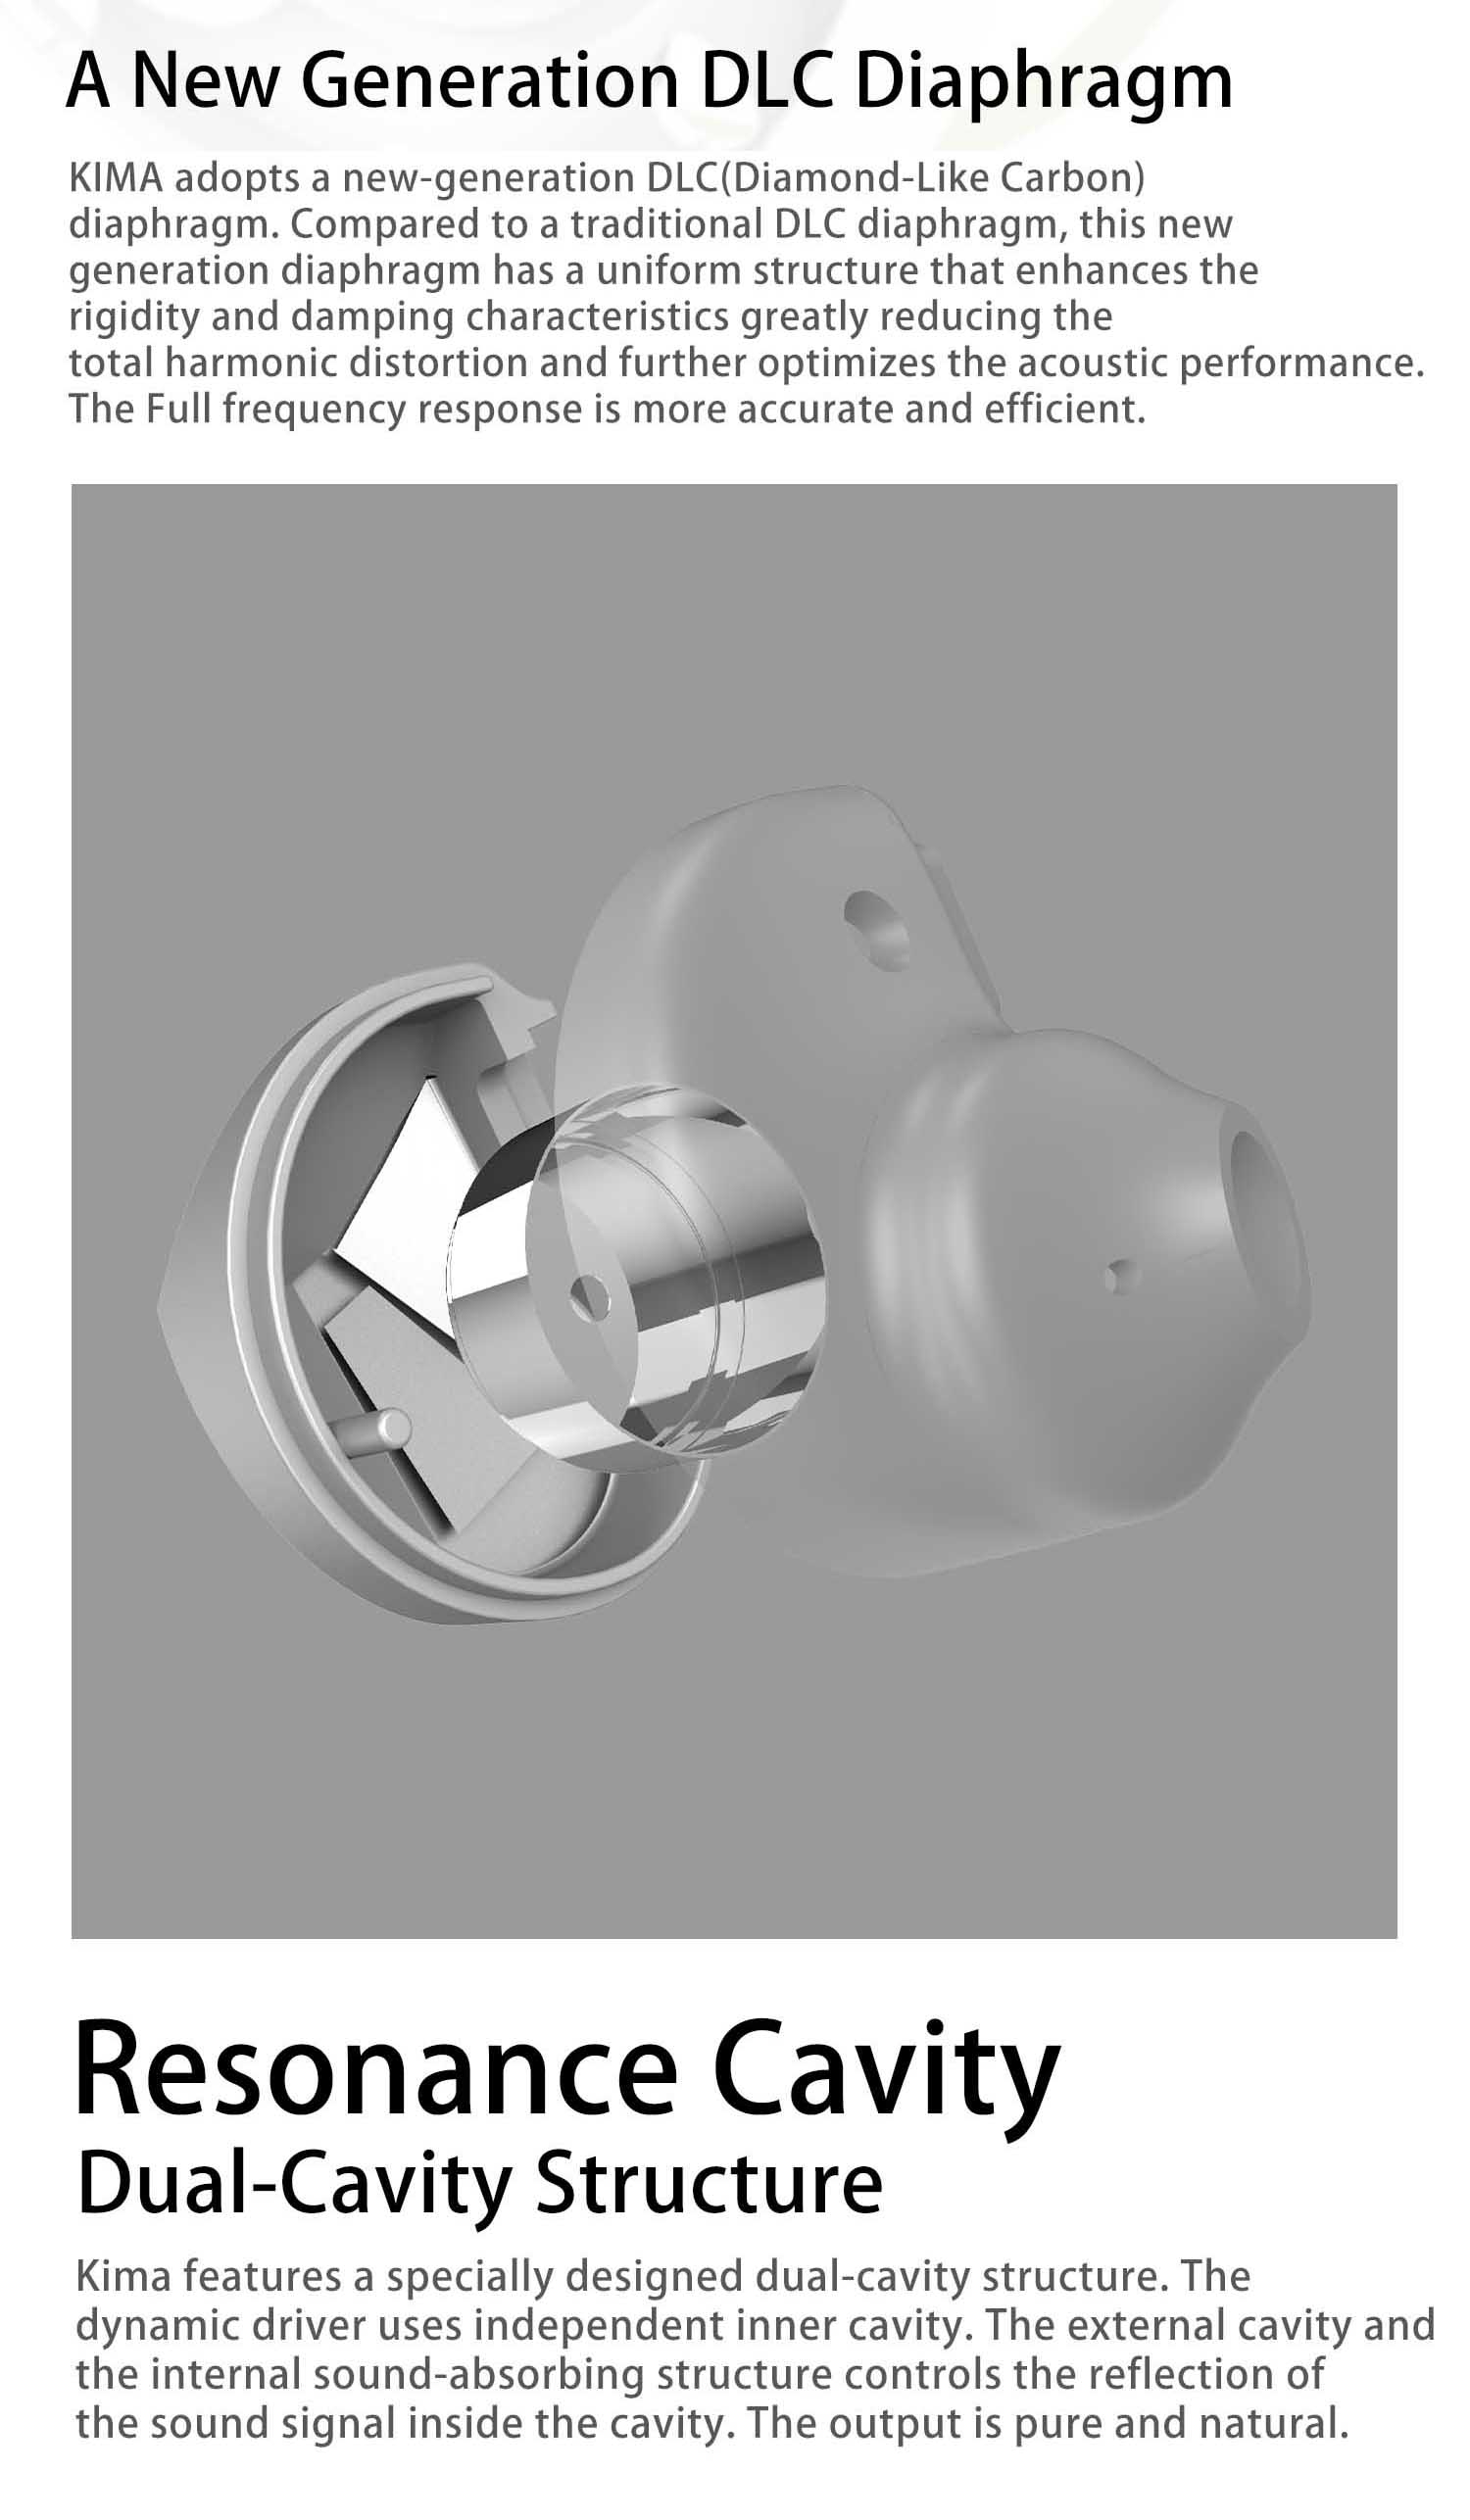 A New Generation DLC Diaphragm
KIMA adopts a new-generation DLC(Diamond-Like Carbon)
diaphragm. Compared to a traditional DLC diaphragm, this new
generation diaphragm has a uniform structure that enhances the
rigidity and damping characteristics greatly reducing the
total harmonic distortion and further optimizes the acoustic performance.
The Full frequency response is more accurate and efficient.
Resonance Cavity
Dual-Cavity Structure
Kima features a specially designed dual-cavity structure. The
dynamic driver uses independent inner cavity. The external cavity and
the internal sound-absorbing structure controls the reflection of
the sound signal inside the cavity. The output is pure and natural.